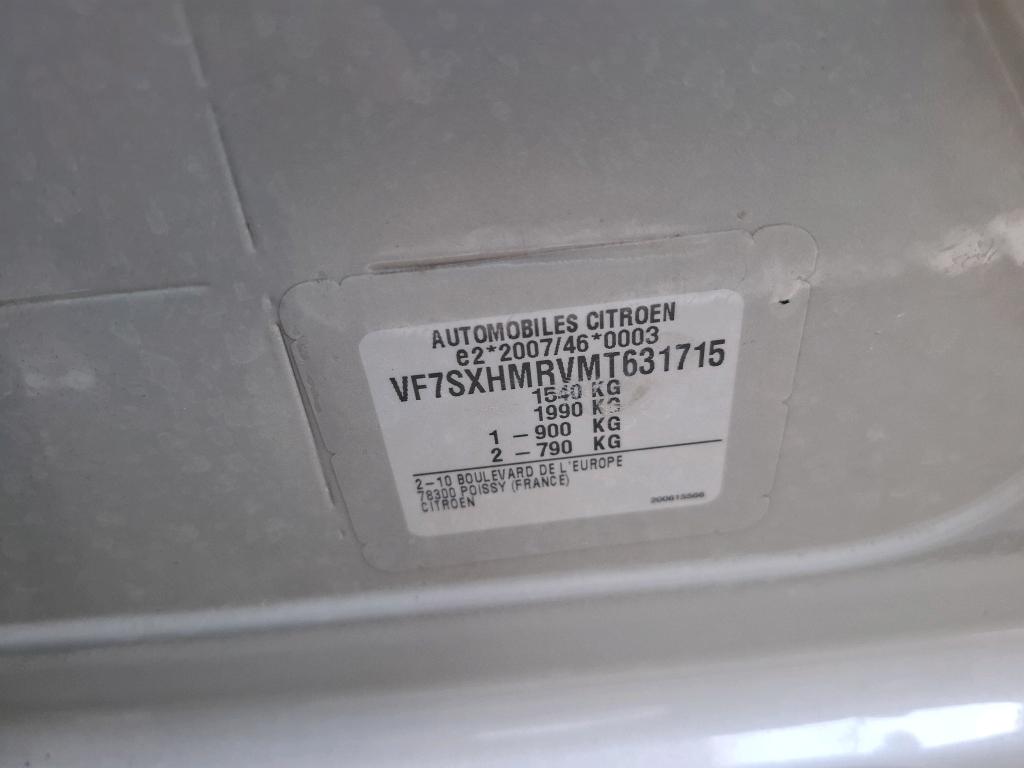 AUTOMOBILES CITROEN
e2*2007/46*0003
VF7SXHMRVMT631715
1540 KG
1990 KG
1 – 900 KG
2 – 790 KG
2–10 BOULEVARD DE L'EUROPE
78300 POISSY (FRANCE)
CITROEN
200615566